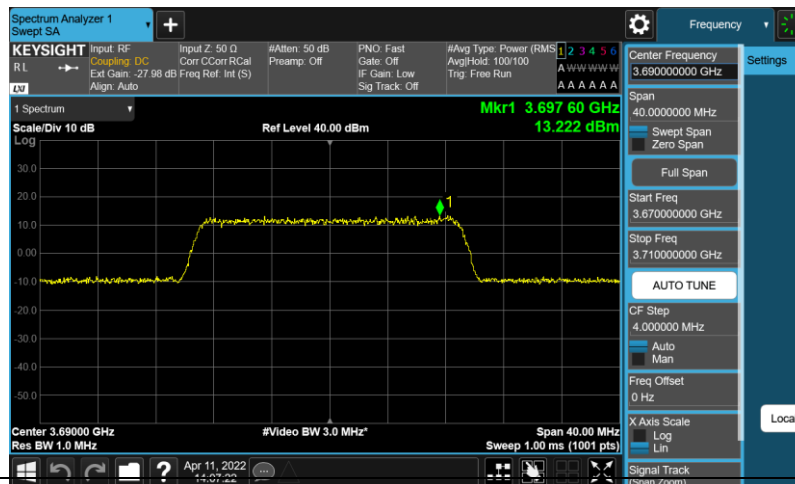 Spectrum Analyzer 1
Swept SA
Frequency
KEYSIGHT
RL
LXI
Input: RF
Coupling: DC
Ext Gain: -27.98 dB
Align: Auto
Input Z: 50 Ω
Corr CCorr RCal
Freq Ref: Int (S)
#Atten: 50 dB
Preamp: Off
PNO: Fast
Gate: Off
IF Gain: Low
Sig Track: Off
#Avg Type: Power (RMS
Avg|Hold: 100/100
Trig: Free Run
1 2 3 4 5 6
A W W W W W
A A A A A A
Center Frequency
3.690000000 GHz
Settings
Span
40.0000000 MHz
Swept Span
Zero Span
Full Span
Start Freq
3.670000000 GHz
Stop Freq
3.710000000 GHz
AUTO TUNE
CF Step
4.000000 MHz
Auto
Man
Freq Offset
0 Hz
X Axis Scale
Log
Lin
Loca
Signal Track
(Span Zoom)
1 Spectrum
Scale/Div 10 dB
Ref Level 40.00 dBm
Mkr1 3.697 60 GHz
13.222 dBm
Log
30.0
20.0
10.0
0.00
-10.0
-20.0
-30.0
-40.0
-50.0
1
Center 3.69000 GHz
Res BW 1.0 MHz
#Video BW 3.0 MHz*
Span 40.00 MHz
Sweep 1.00 ms (1001 pts)
Apr 11, 2022
14:07:22